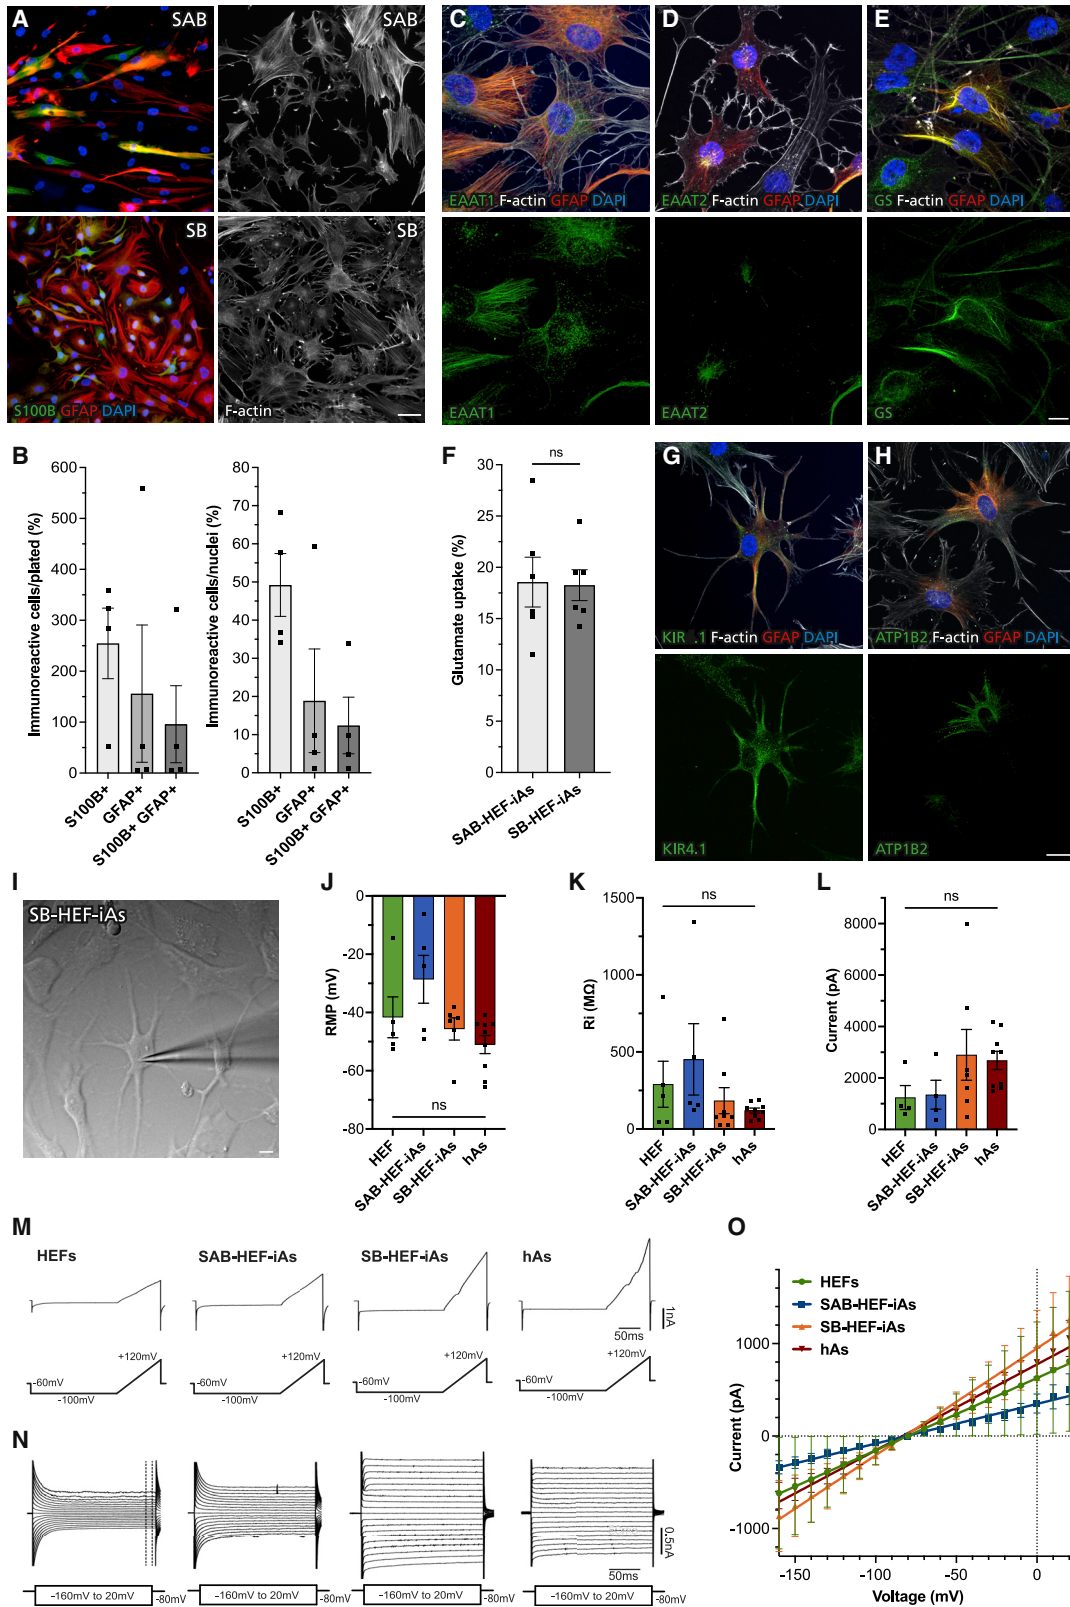 A
SAB
SAB
SB
SB
S100B GFAP DAPI
F-actin
C
D
E
EAAT1 F-actin GFAP DAPI
EAAT2 F-actin GFAP DAPI
GS F-actin GFAP DAPI
EAAT1
EAAT2
GS
B
Immunoreactive cells/plated (%)
600
500
400
300
200
100
0
S100B+
GFAP+
S100B+ GFAP+
Immunoreactive cells/nuclei (%)
80
70
60
50
40
30
20
10
0
S100B+
GFAP+
S100B+ GFAP+
F
ns
Glutamate uptake (%)
35
30
25
20
15
10
5
0
SAB-HEF-iAs
SB-HEF-iAs
G
H
KIR .1 F-actin GFAP DAPI
ATP1B2 F-actin GFAP DAPI
KIR4.1
ATP1B2
I
SB-HEF-iAs
J
RMP (mV)
0
-20
-40
-60
-80
ns
HEF
SAB-HEF-iAs
SB-HEF-iAs
hAs
K
ns
Ri (MΩ)
1500
1000
500
0
HEF
SAB-HEF-iAs
SB-HEF-iAs
hAs
L
ns
Current (pA)
8000
6000
4000
2000
0
HEF
SAB-HEF-iAs
SB-HEF-iAs
hAs
M
HEFs
SAB-HEF-iAs
SB-HEF-iAs
hAs
1nA
50ms
+120mV
-60mV
-100mV
+120mV
-60mV
-100mV
+120mV
-60mV
-100mV
+120mV
-60mV
-100mV
N
0.5nA
50ms
-160mV to 20mV
-80mV
-160mV to 20mV
-80mV
-160mV to 20mV
-80mV
-160mV to 20mV
-80mV
O
HEFs
SAB-HEF-iAs
SB-HEF-iAs
hAs
Current (pA)
1000
0
-1000
-150
-100
-50
0
Voltage (mV)